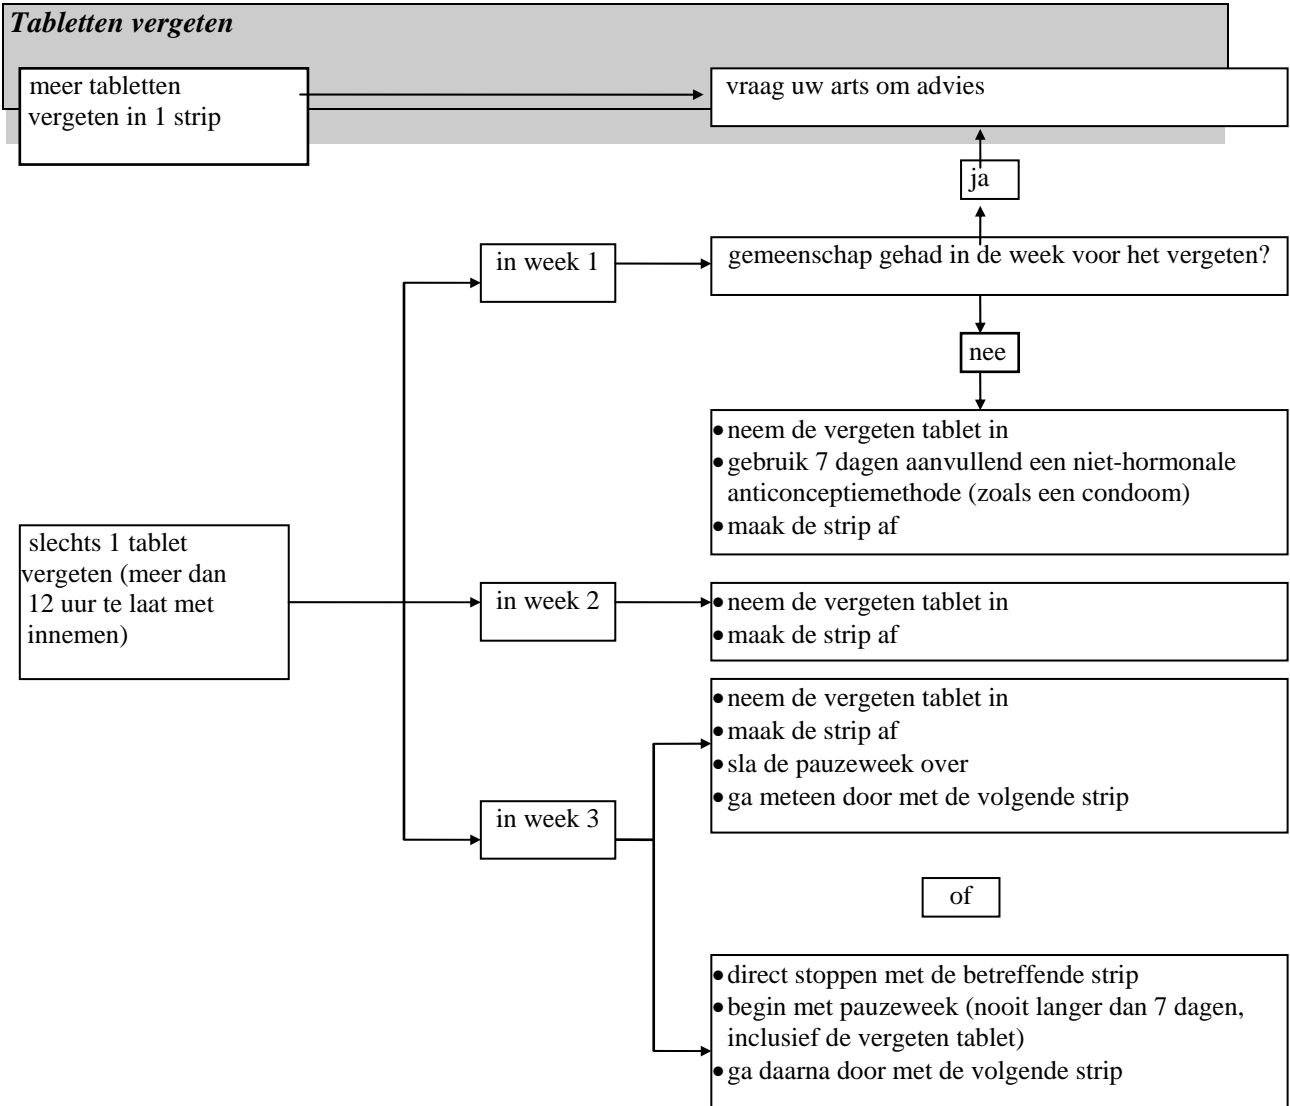 Tabletten vergeten
meer tabletten
vergeten in 1 strip
vraag uw arts om advies
ja
in week 1
gemeenschap gehad in de week voor het vergeten?
nee
•neem de vergeten tablet in
•gebruik 7 dagen aanvullend een niet-hormonale
anticonceptiemethode (zoals een condoom)
•maak de strip af
slechts 1 tablet
vergeten (meer dan
12 uur te laat met
innemen)
in week 2
•neem de vergeten tablet in
•maak de strip af
•neem de vergeten tablet in
•maak de strip af
•sla de pauzeweek over
•ga meteen door met de volgende strip
in week 3
of
•direct stoppen met de betreffende strip
•begin met pauzeweek (nooit langer dan 7 dagen,
inclusief de vergeten tablet)
•ga daarna door met de volgende strip